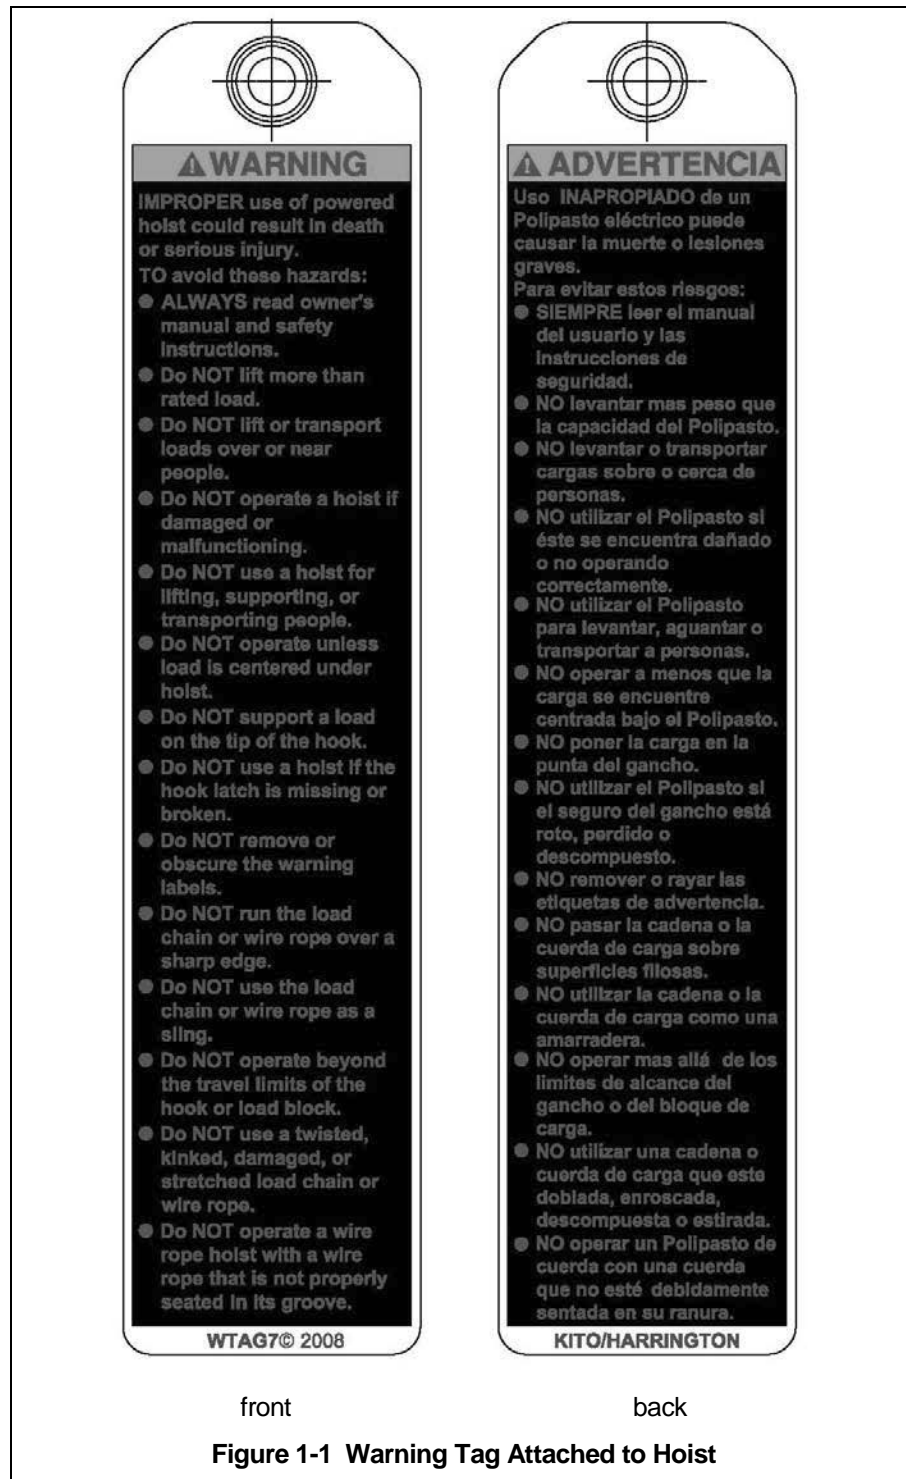 WARNING
IMPROPER use of powered
hoist could result in death
or serious injury.
TO avoid these hazards:
● ALWAYS read owner's
manual and safety
instructions.
● Do NOT lift more than
rated load.
● Do NOT lift or transport
loads over or near
people.
● Do NOT operate a hoist if
damaged or
malfunctioning.
● Do NOT use a hoist for
lifting, supporting, or
transporting people.
● Do NOT operate unless
load is centered under
hoist.
● Do NOT support a load
on the tip of the hook.
● Do NOT use a hoist if the
hook latch is missing or
broken.
● Do NOT remove or
obscure the warning
labels.
● Do NOT run the load
chain or wire rope over a
sharp edge.
● Do NOT use the load
chain or wire rope as a
sling.
● Do NOT operate beyond
the travel limits of the
hook or load block.
● Do NOT use a twisted,
kinked, damaged, or
stretched load chain or
wire rope.
● Do NOT operate a wire
rope hoist with a wire
rope that is not properly
seated in its groove.
WTAG7© 2008
front
ADVERTENCIA
Uso INAPROPIADO de un
Polipasto eléctrico puede
causar la muerte o lesiones
graves.
Para evitar estos riesgos:
● SIEMPRE leer el manual
del usuario y las
instrucciones de
seguridad.
● NO levantar mas peso que
la capacidad del Polipasto.
● NO levantar o transportar
cargas sobre o cerca de
personas.
● NO utilizar el Polipasto si
éste se encuentra dañado
o no operando
correctamente.
● NO utilizar el Polipasto
para levantar, aguantar o
transportar a personas.
● NO operar a menos que la
carga se encuentre
centrada bajo el Polipasto.
● NO poner la carga en la
punta del gancho.
● NO utilizar el Polipasto si
el seguro del gancho está
roto, perdido o
descompuesto.
● NO remover o rayar las
etiquetas de advertencia.
● NO pasar la cadena o la
cuerda de carga sobre
superficies filosas.
● NO utilizar la cadena o la
cuerda de carga como una
amarradera.
● NO operar mas allá de los
limites de alcance del
gancho o del bloque de
carga.
● NO utilizar una cadena o
cuerda de carga que este
doblada, enroscada,
descompuesta o estirada.
● NO operar un Polipasto de
cuerda con una cuerda
que no esté debidamente
sentada en su ranura.
KITO/HARRINGTON
back
Figure 1-1 Warning Tag Attached to Hoist